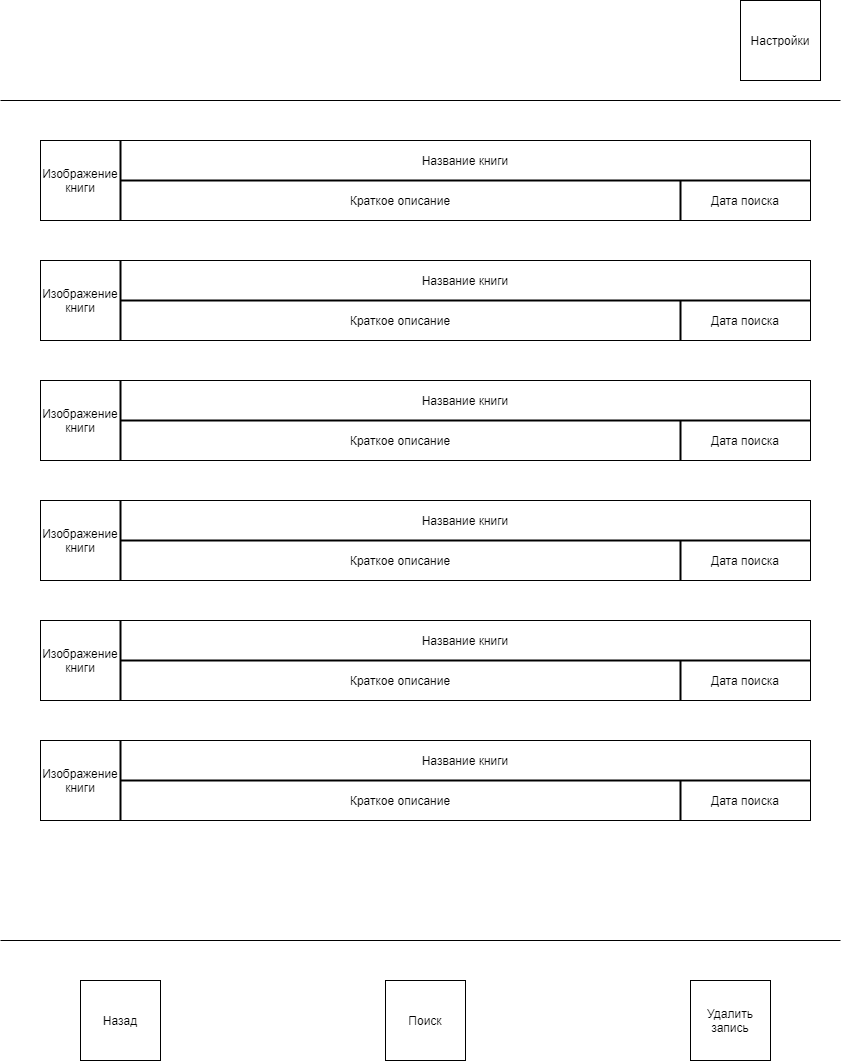 Настройки
Изображение
книги
Название книги
Краткое описание
Дата поиска
Изображение
книги
Название книги
Краткое описание
Дата поиска
Изображение
книги
Название книги
Краткое описание
Дата поиска
Изображение
книги
Название книги
Краткое описание
Дата поиска
Изображение
книги
Название книги
Краткое описание
Дата поиска
Изображение
книги
Название книги
Краткое описание
Дата поиска
Назад
Поиск
Удалить
запись